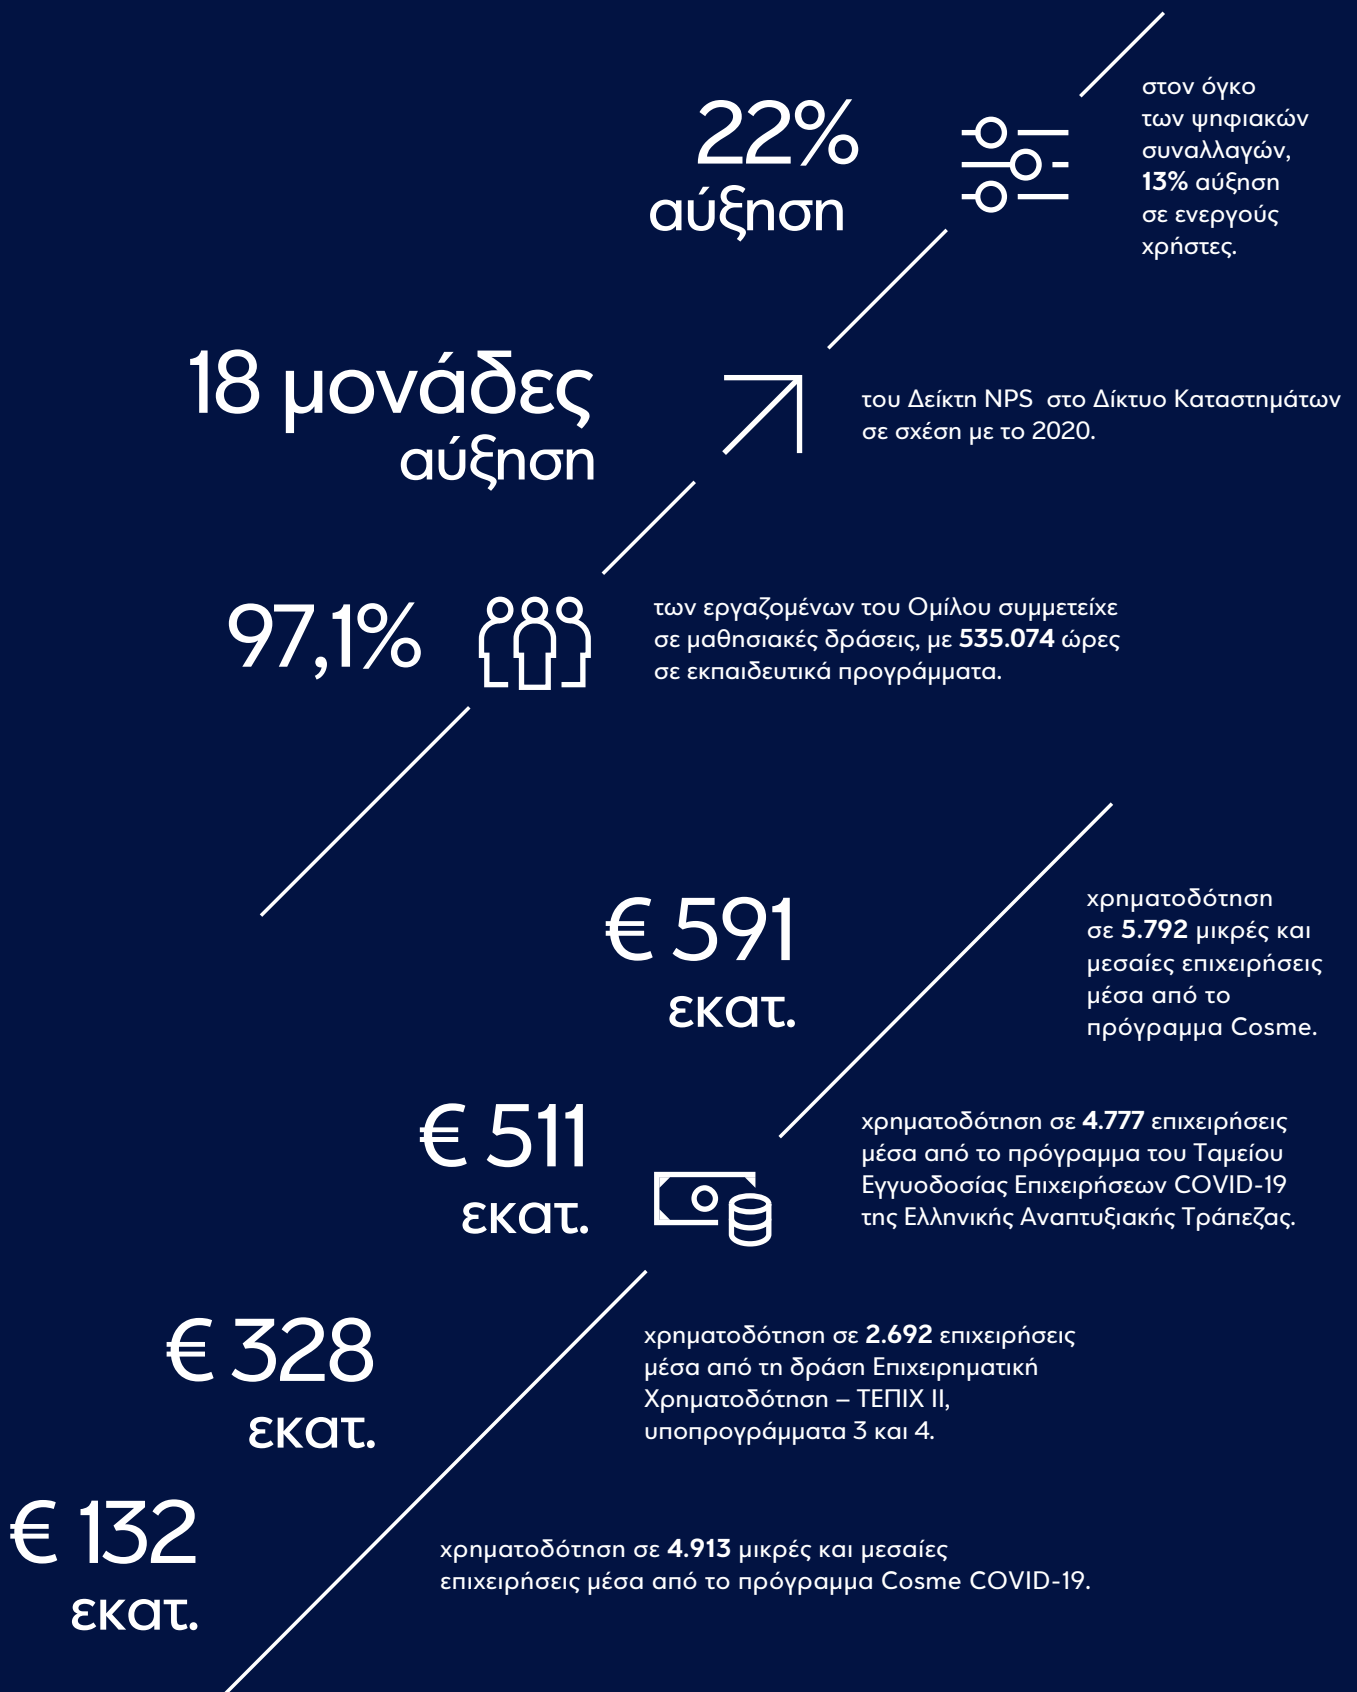 22%
αύξηση
στον όγκο
των ψηφιακών
συναλλαγών,
13% αύξηση
σε ενεργούς
χρήστες.
18 μονάδες
αύξηση
του Δείκτη NPS στο Δίκτυο Καταστημάτων
σε σχέση με το 2020.
97,1%
των εργαζομένων του Ομίλου συμμετείχε
σε μαθησιακές δράσεις, με 535.074 ώρες
σε εκπαιδευτικά προγράμματα.
€ 591
εκατ.
χρηματοδότηση
σε 5.792 μικρές και
μεσαίες επιχειρήσεις
μέσα από το
πρόγραμμα Cosme.
€ 511
εκατ.
χρηματοδότηση σε 4.777 επιχειρήσεις
μέσα από το πρόγραμμα του Ταμείου
Εγγυοδοσίας Επιχειρήσεων COVID-19
της Ελληνικής Αναπτυξιακής Τράπεζας.
€ 328
εκατ.
χρηματοδότηση σε 2.692 επιχειρήσεις
μέσα από τη δράση Επιχειρηματική
Χρηματοδότηση – ΤΕΠΙΧ ΙΙ,
υποπρογράμματα 3 και 4.
€ 132
εκατ.
χρηματοδότηση σε 4.913 μικρές και μεσαίες
επιχειρήσεις μέσα από το πρόγραμμα Cosme COVID-19.